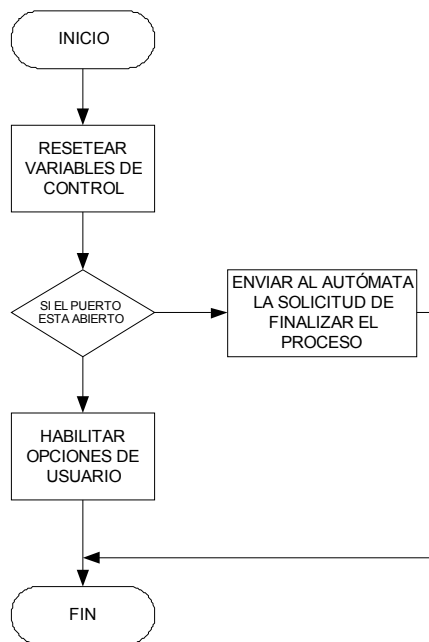 INICIO
RESETEAR
VARIABLES DE
CONTROL
SI EL PUERTO
ESTA ABIERTO
ENVIAR AL AUTÓMATA
LA SOLICITUD DE
FINALIZAR EL
PROCESO
HABILITAR
OPCIONES DE
USUARIO
FIN